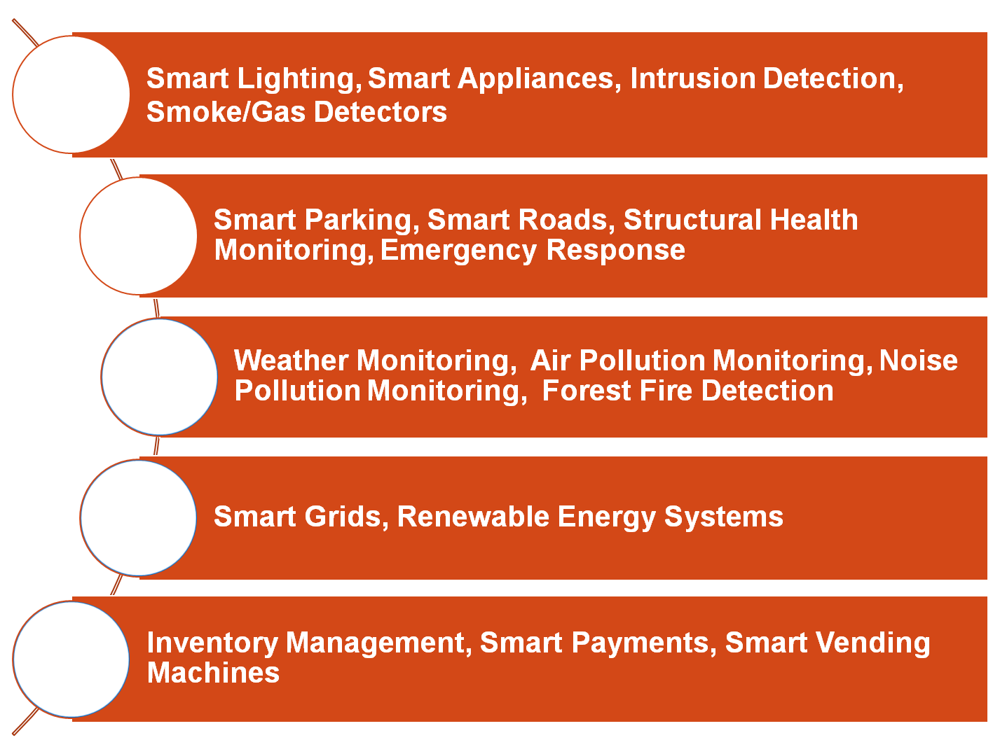 Smart Lighting, Smart Appliances, Intrusion Detection,
Smoke/Gas Detectors
Smart Parking, Smart Roads, Structural Health
Monitoring, Emergency Response
Weather Monitoring,  Air Pollution Monitoring, Noise
Pollution Monitoring,  Forest Fire Detection
Smart Grids, Renewable Energy Systems
Inventory Management, Smart Payments, Smart Vending
Machines